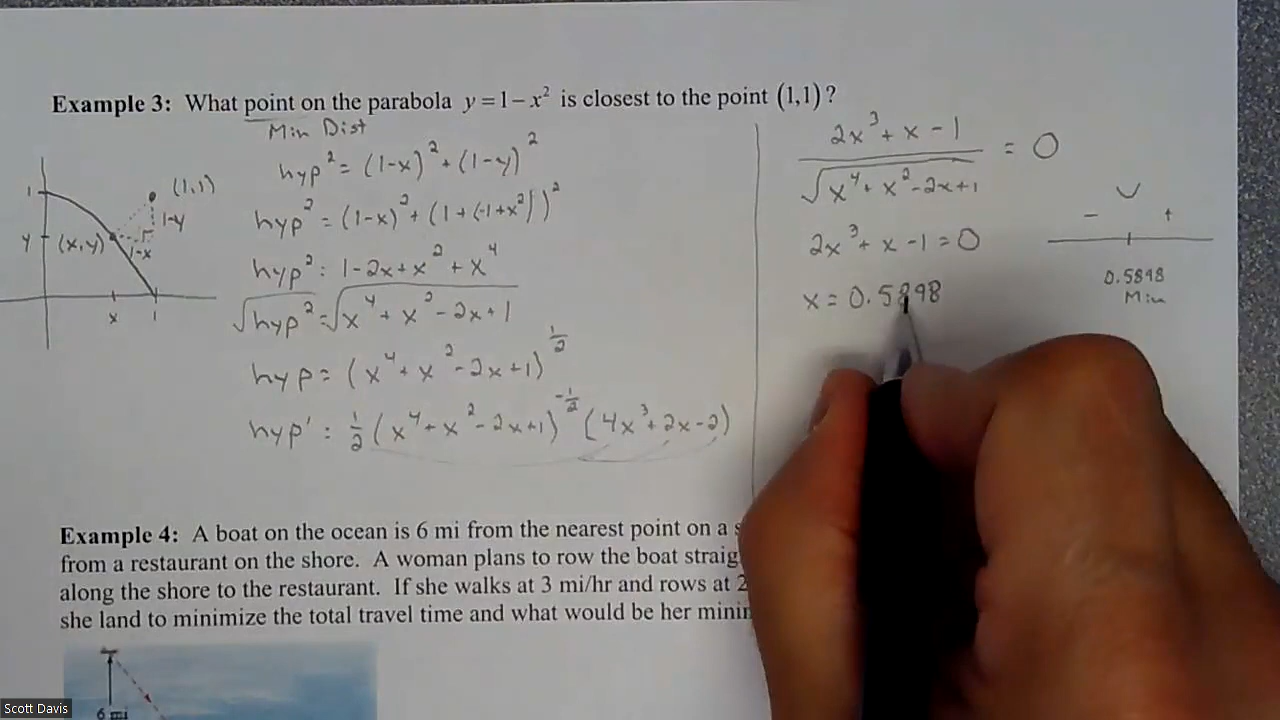 Example 3: What point on the parabola y = 1 − x² is closest to the point (1,1)?
Min Dist
hyp² = (1-x)² + (1-y)²
hyp² = (1-x)² + (1 + (-1+x²))²
hyp² = 1-2x+x² + x⁴
√hyp² = √x⁴ + x² - 2x + 1
hyp = (x⁴ + x² - 2x + 1)^½
hyp' = ½ (x⁴ + x² - 2x + 1)^-½ (4x³ + 2x - 2)
1
(1,1)
1-y
y
(x,y)
1-x
x
1
2x³ + x - 1
= 0
√x⁴ + x² - 2x + 1
2x³ + x - 1 = 0
x = 0.5898
- +
0.5898
Min
Example 4: A boat on the ocean is 6 mi from the nearest point on a
from a restaurant on the shore. A woman plans to row the boat
along the shore to the restaurant. If she walks at 3 mi/hr and rows at 2
she land to minimize the total travel time and what would be her
6 mi
Scott Davis